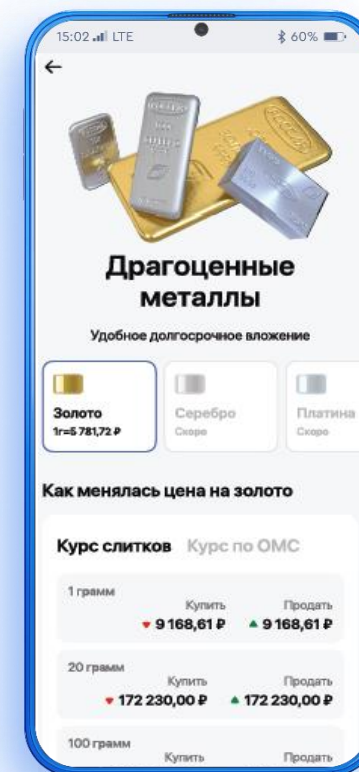 15:02 LTE 60%
Драгоценные
металлы
Удобное долгосрочное вложение
Золото Серебро Платина
1г=5 781,72 ₽ Скоро Скоро
Как менялась цена на золото
Курс слитков Курс по ОМС
1 грамм
Купить Продать
9 168,61 ₽ 9 168,61 ₽
20 грамм
Купить Продать
172 230,00 ₽ 172 230,00 ₽
100 грамм
Купить Продать